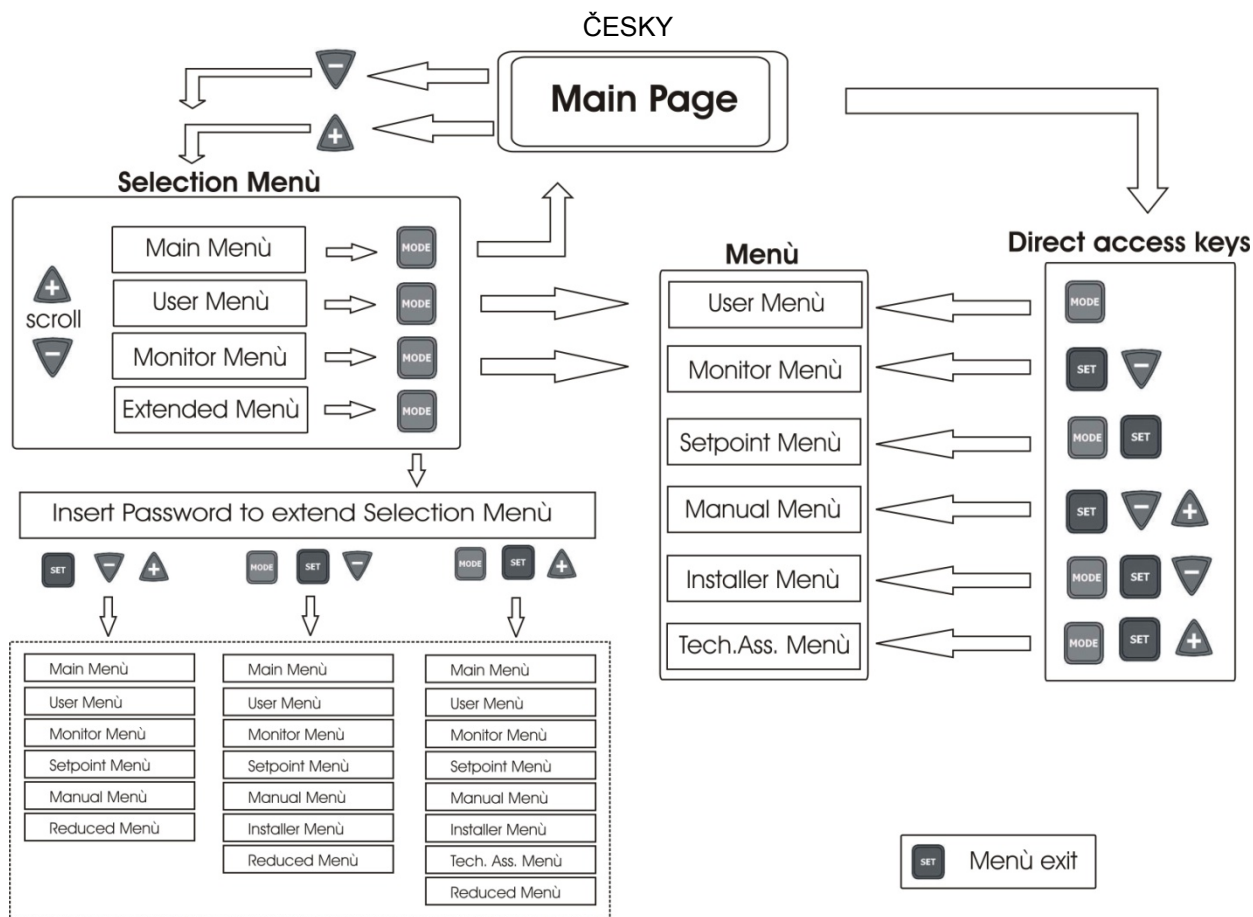 ČESKY
Main Page
−
+
Selection Menù
+
scroll
−
Main Menù
MODE
User Menù
MODE
Monitor Menù
MODE
Extended Menù
MODE
Insert Password to extend Selection Menù
SET − +
MODE SET −
MODE SET +
Main Menù
User Menù
Monitor Menù
Setpoint Menù
Manual Menù
Reduced Menù
Main Menù
User Menù
Monitor Menù
Setpoint Menù
Manual Menù
Installer Menù
Reduced Menù
Main Menù
User Menù
Monitor Menù
Setpoint Menù
Manual Menù
Installer Menù
Tech. Ass. Menù
Reduced Menù
Menù
User Menù
Monitor Menù
Setpoint Menù
Manual Menù
Installer Menù
Tech.Ass. Menù
Direct access keys
MODE
SET −
MODE SET
SET − +
MODE SET −
MODE SET +
SET Menù exit